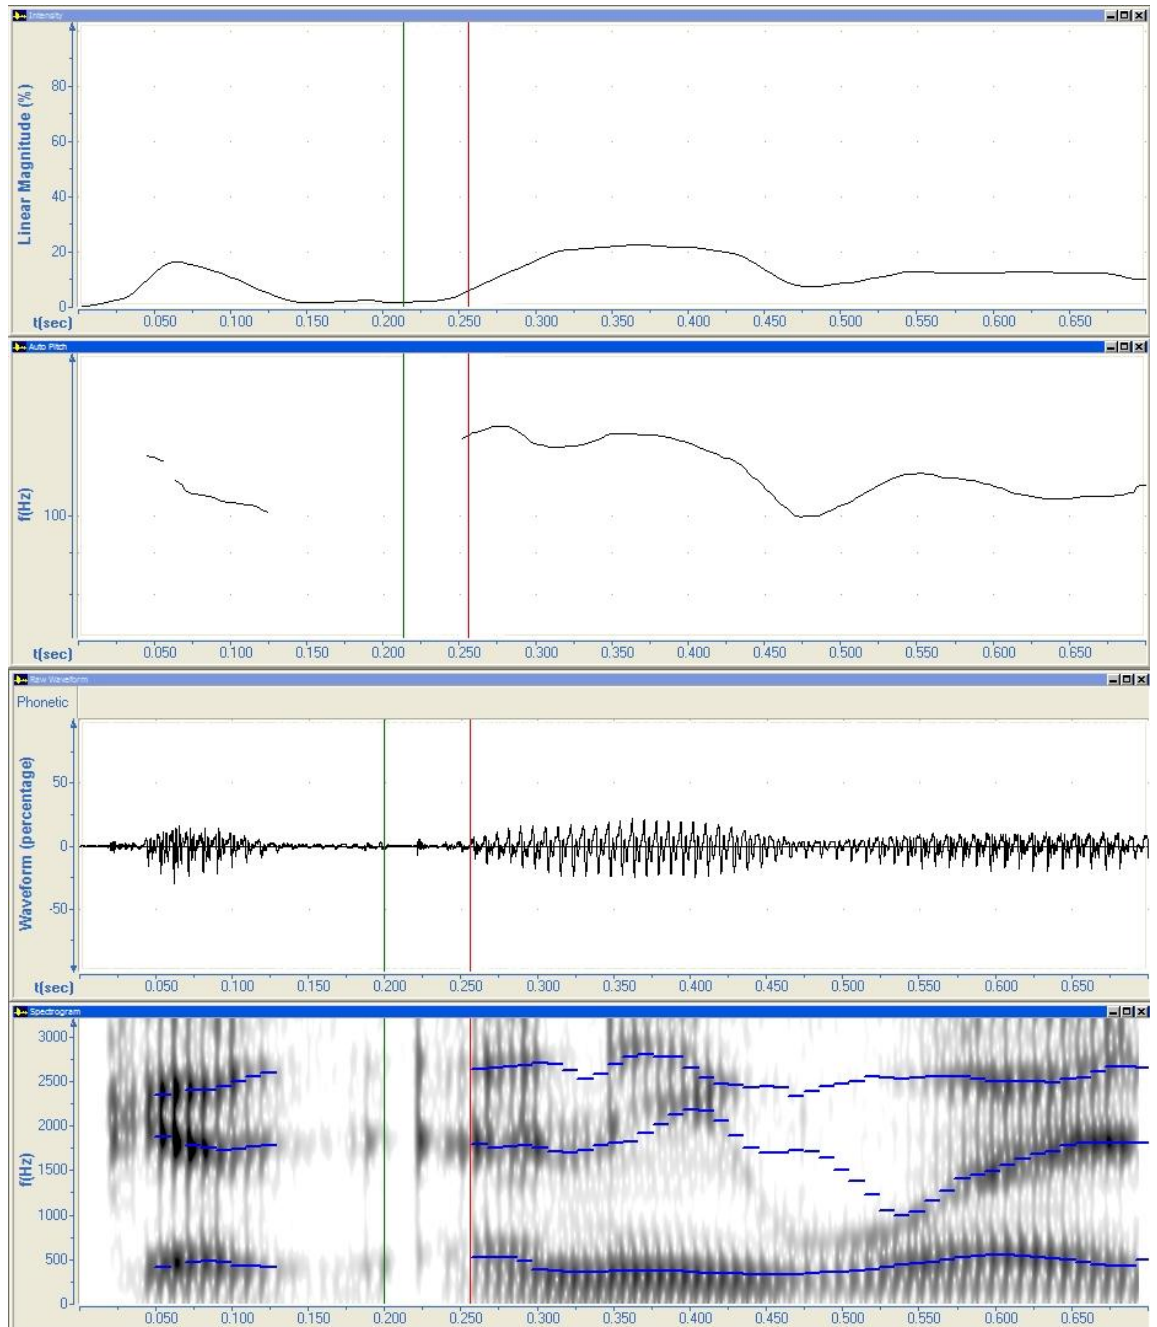 Intensity
Linear Magnitude (%)
80
60
40
20
0
t(sec) 0.050 0.100 0.150 0.200 0.250 0.300 0.350 0.400 0.450 0.500 0.550 0.600 0.650
Auto Pitch
f(Hz)
100
t(sec) 0.050 0.100 0.150 0.200 0.250 0.300 0.350 0.400 0.450 0.500 0.550 0.600 0.650
Raw Waveform
Phonetic
Waveform (percentage)
50
0
-50
t(sec) 0.050 0.100 0.150 0.200 0.250 0.300 0.350 0.400 0.450 0.500 0.550 0.600 0.650
Spectrogram
f(Hz)
3000
2500
2000
1500
1000
500
0
t(sec) 0.050 0.100 0.150 0.200 0.250 0.300 0.350 0.400 0.450 0.500 0.550 0.600 0.650